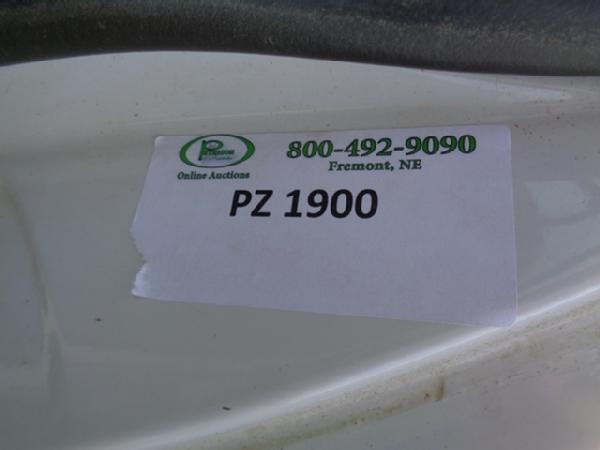 800-492-9090
Fremont, NE
Online Auctions
PZ 1900